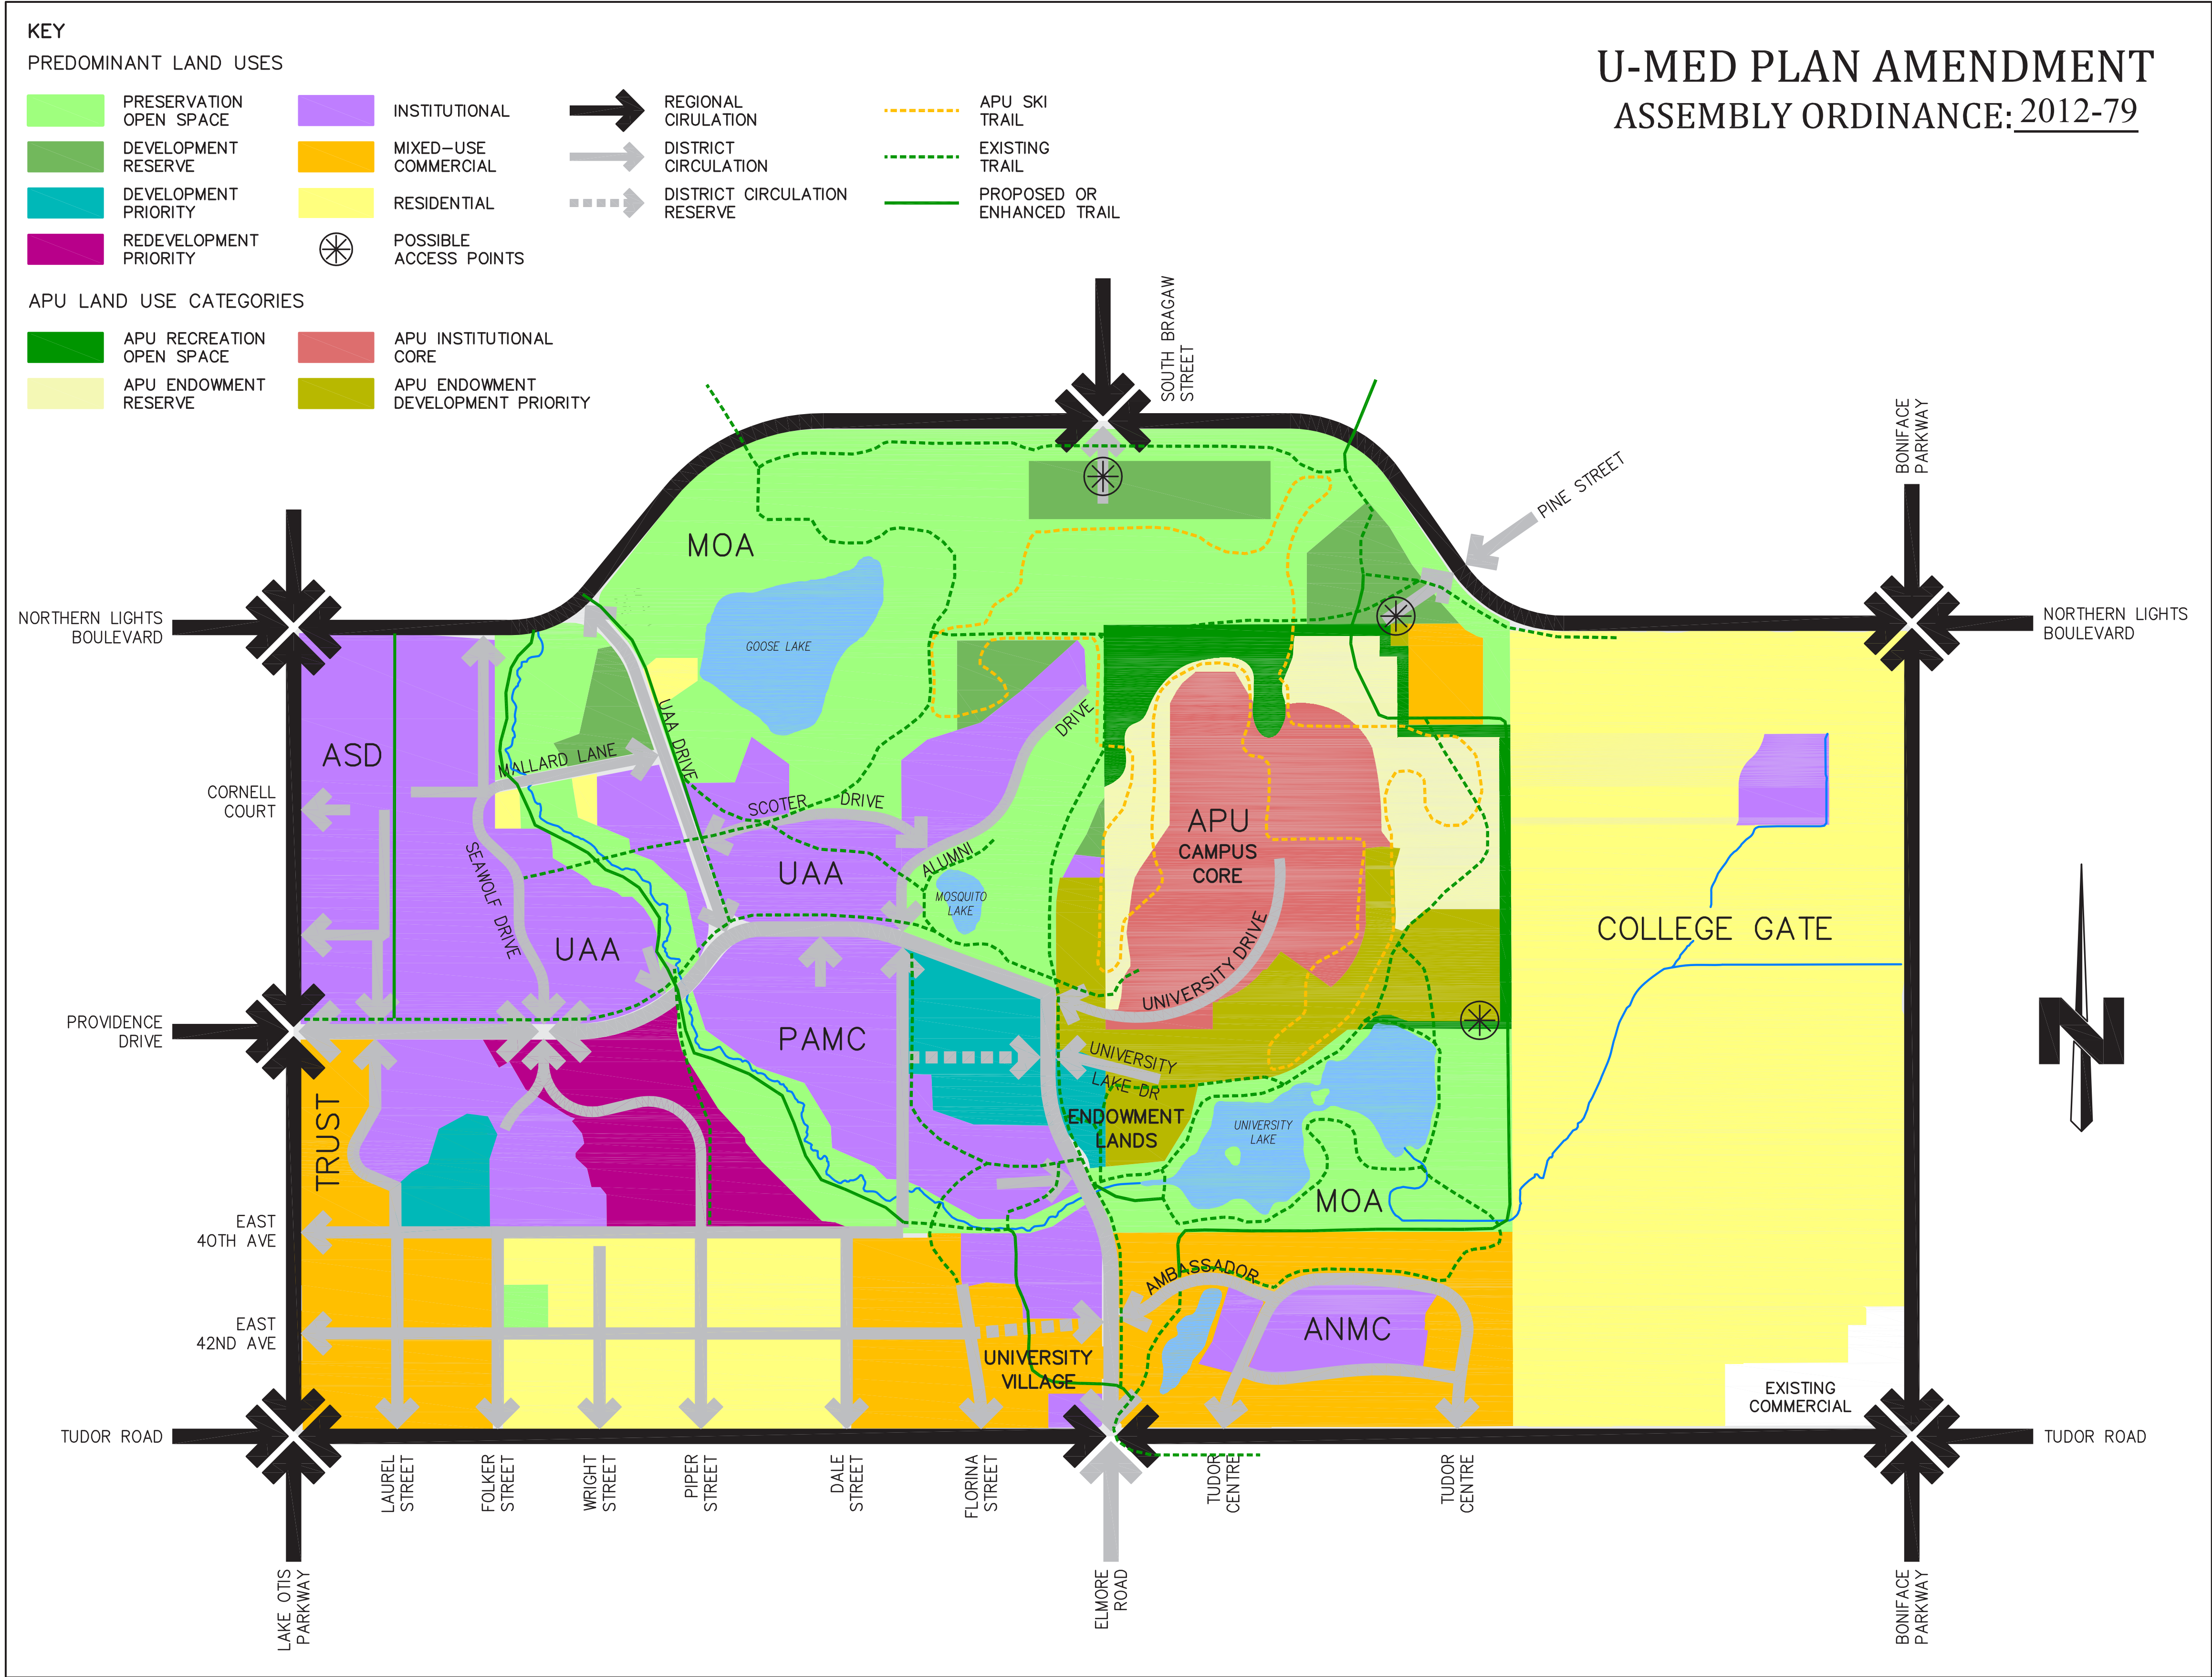 KEY
PREDOMINANT LAND USES
PRESERVATION
OPEN SPACE
DEVELOPMENT
RESERVE
DEVELOPMENT
PRIORITY
REDEVELOPMENT
PRIORITY
INSTITUTIONAL
MIXED-USE
COMMERCIAL
RESIDENTIAL
POSSIBLE
ACCESS POINTS
REGIONAL
CIRULATION
DISTRICT
CIRCULATION
DISTRICT CIRCULATION
RESERVE
APU SKI
TRAIL
EXISTING
TRAIL
PROPOSED OR
ENHANCED TRAIL
APU LAND USE CATEGORIES
APU RECREATION
OPEN SPACE
APU ENDOWMENT
RESERVE
APU INSTITUTIONAL
CORE
APU ENDOWMENT
DEVELOPMENT PRIORITY
U-MED PLAN AMENDMENT
ASSEMBLY ORDINANCE: 2012-79
SOUTH BRAGAW
STREET
BONIFACE
PARKWAY
PINE STREET
MOA
NORTHERN LIGHTS
BOULEVARD
GOOSE LAKE
NORTHERN LIGHTS
BOULEVARD
ASD
MALLARD LANE
UAA DRIVE
DRIVE
CORNELL
COURT
SCOTER DRIVE
APU
CAMPUS
CORE
SEAWOLF DRIVE
UAA
ALUMNI
MOSQUITO
LAKE
UAA
UNIVERSITY DRIVE
COLLEGE GATE
PROVIDENCE
DRIVE
PAMC
UNIVERSITY
LAKE DR
N
TRUST
ENDOWMENT
LANDS
UNIVERSITY
LAKE
MOA
EAST
40TH AVE
AMBASSADOR
EAST
42ND AVE
ANMC
UNIVERSITY
VILLAGE
EXISTING
COMMERCIAL
TUDOR ROAD
TUDOR ROAD
LAUREL
STREET
FOLKER
STREET
WRIGHT
STREET
PIPER
STREET
DALE
STREET
FLORINA
STREET
TUDOR
CENTRE
TUDOR
CENTRE
LAKE OTIS
PARKWAY
ELMORE
ROAD
BONIFACE
PARKWAY